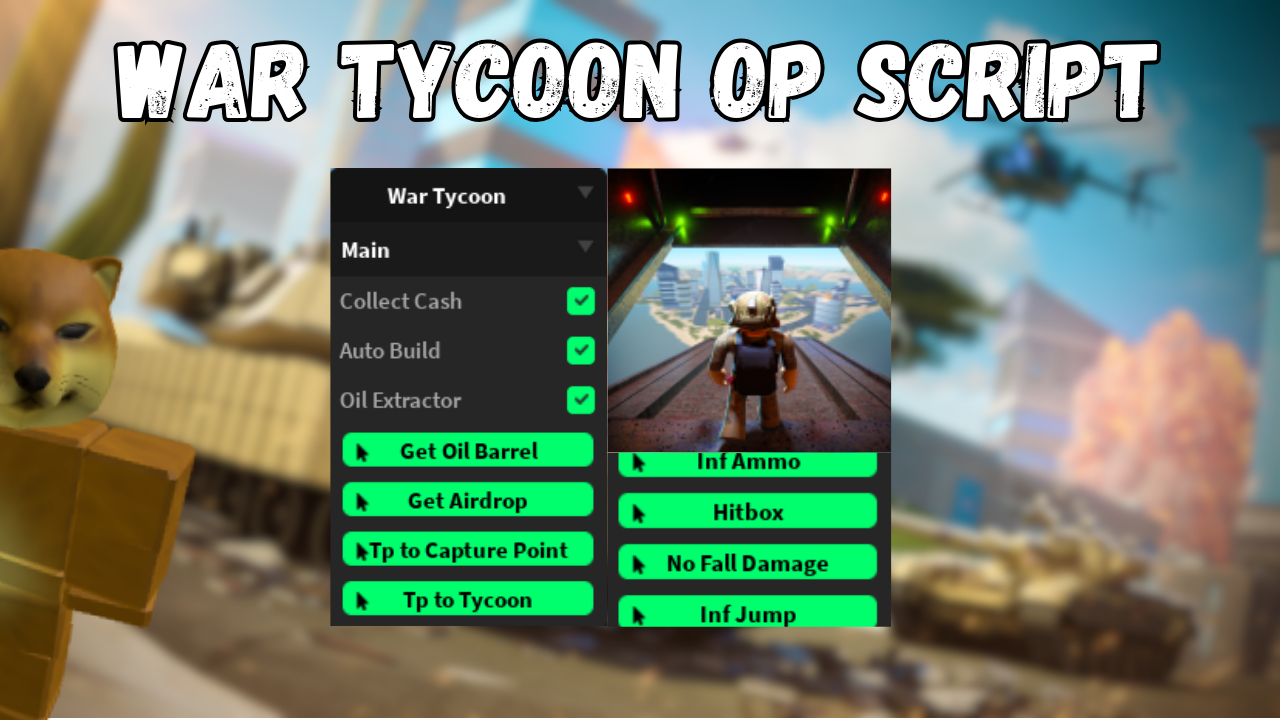 WAR TYCOON OP SCRIPT
War Tycoon
Main
Collect Cash
Auto Build
Oil Extractor
Get Oil Barrel
Get Airdrop
Tp to Capture Point
Tp to Tycoon
Inf Ammo
Hitbox
No Fall Damage
Inf Jump